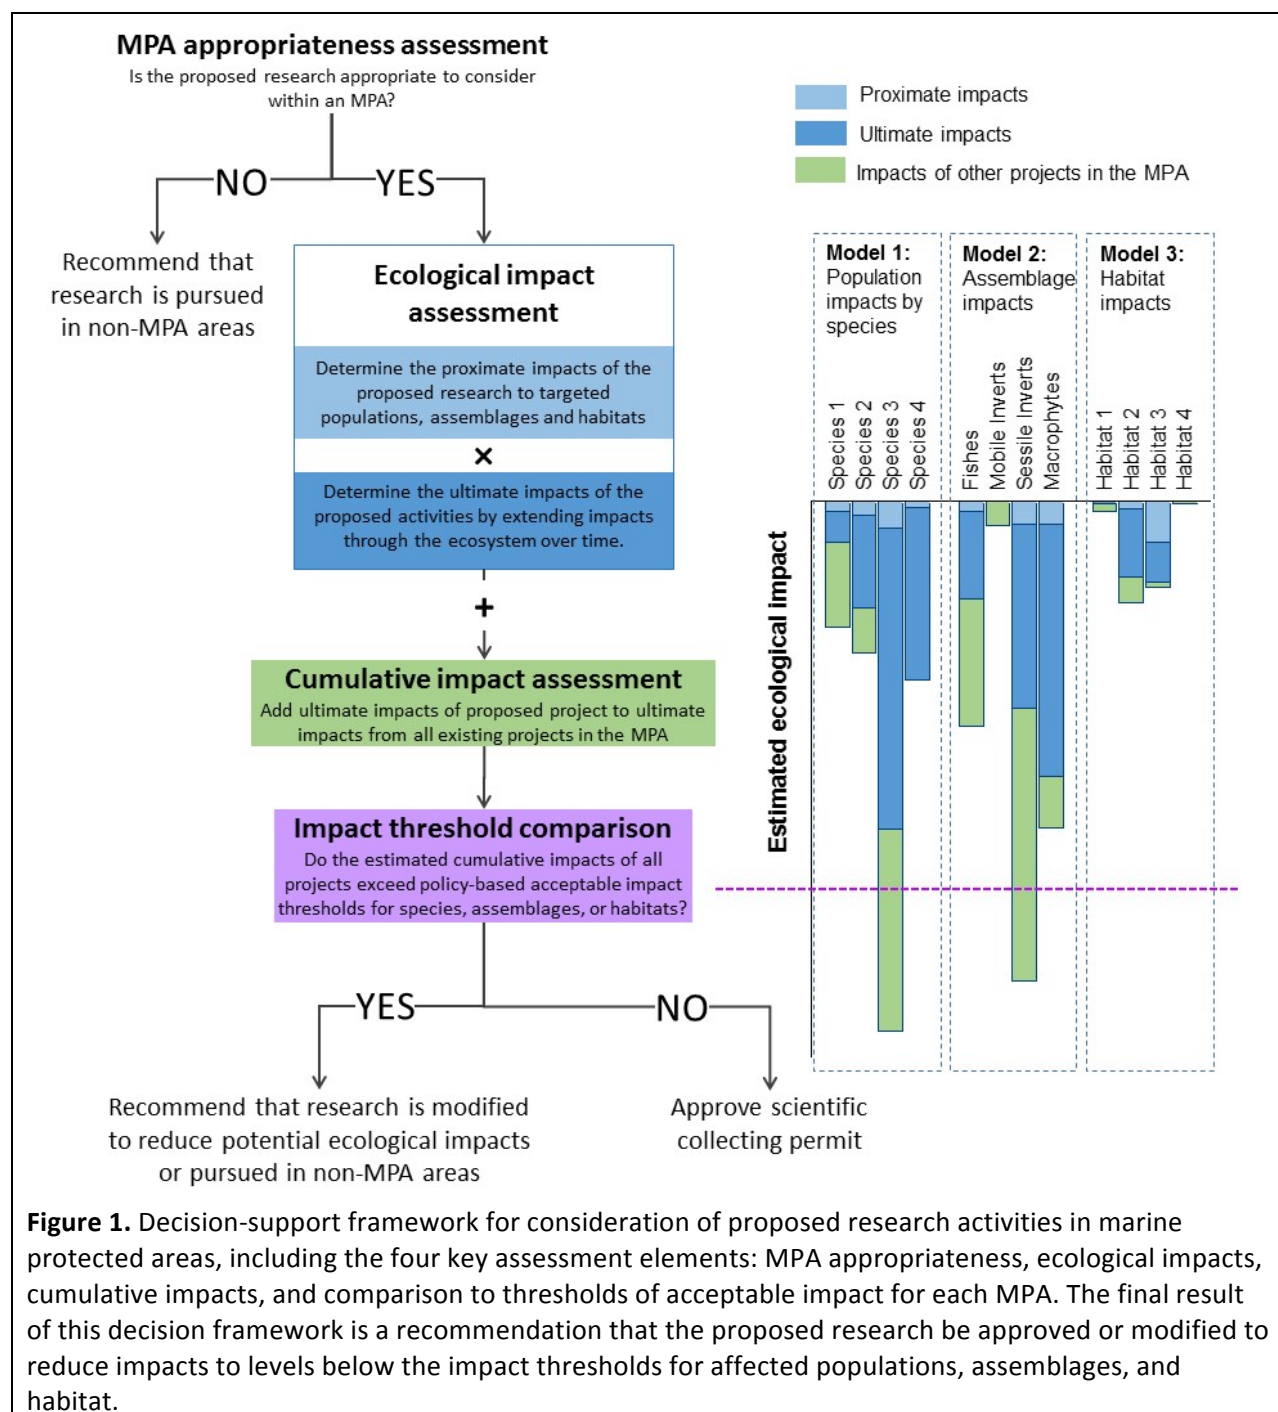 MPA appropriateness assessment
Is the proposed research appropriate to consider
within an MPA?
NO
YES
Recommend that
research is pursued
in non-MPA areas
Ecological impact
assessment
Determine the proximate impacts of the
proposed research to targeted
populations, assemblages and habitats
×
Determine the ultimate impacts of the
proposed activities by extending impacts
through the ecosystem over time.
+
Cumulative impact assessment
Add ultimate impacts of proposed project to ultimate
impacts from all existing projects in the MPA
Impact threshold comparison
Do the estimated cumulative impacts of all
projects exceed policy-based acceptable impact
thresholds for species, assemblages, or habitats?
YES
NO
Recommend that research is modified
to reduce potential ecological impacts
or pursued in non-MPA areas
Approve scientific
collecting permit
Proximate impacts
Ultimate impacts
Impacts of other projects in the MPA
Model 1:
Population
impacts by
species
Model 2:
Assemblage
impacts
Model 3:
Habitat
impacts
Species 1
Species 2
Species 3
Species 4
Fishes
Mobile Inverts
Sessile Inverts
Macrophytes
Habitat 1
Habitat 2
Habitat 3
Habitat 4
Estimated ecological impact
Figure 1. Decision-support framework for consideration of proposed research activities in marine
protected areas, including the four key assessment elements: MPA appropriateness, ecological impacts,
cumulative impacts, and comparison to thresholds of acceptable impact for each MPA. The final result
of this decision framework is a recommendation that the proposed research be approved or modified to
reduce impacts to levels below the impact thresholds for affected populations, assemblages, and
habitat.